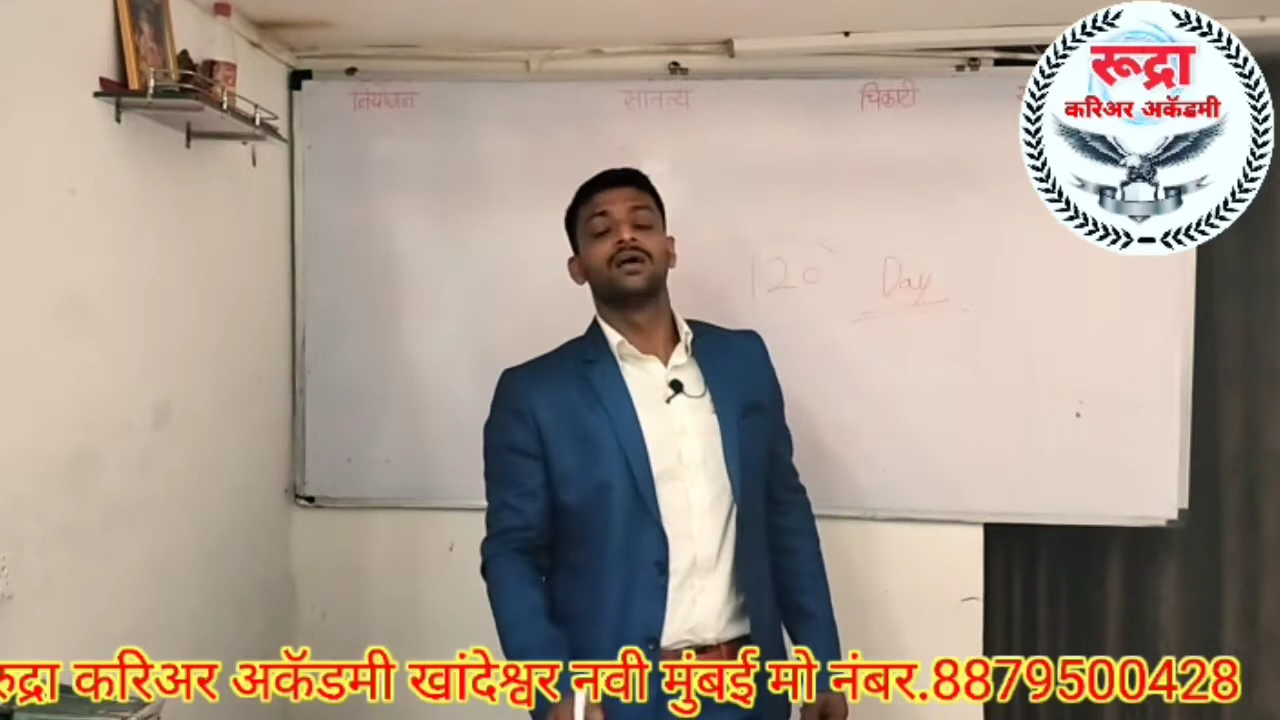 नियोजन सातत्य चिकाटी
रूद्रा
करिअर अकॅडमी
120 Day
रुद्रा करिअर अकॅडमी खांदेश्वर नवी मुंबई मो नंबर.8879500428